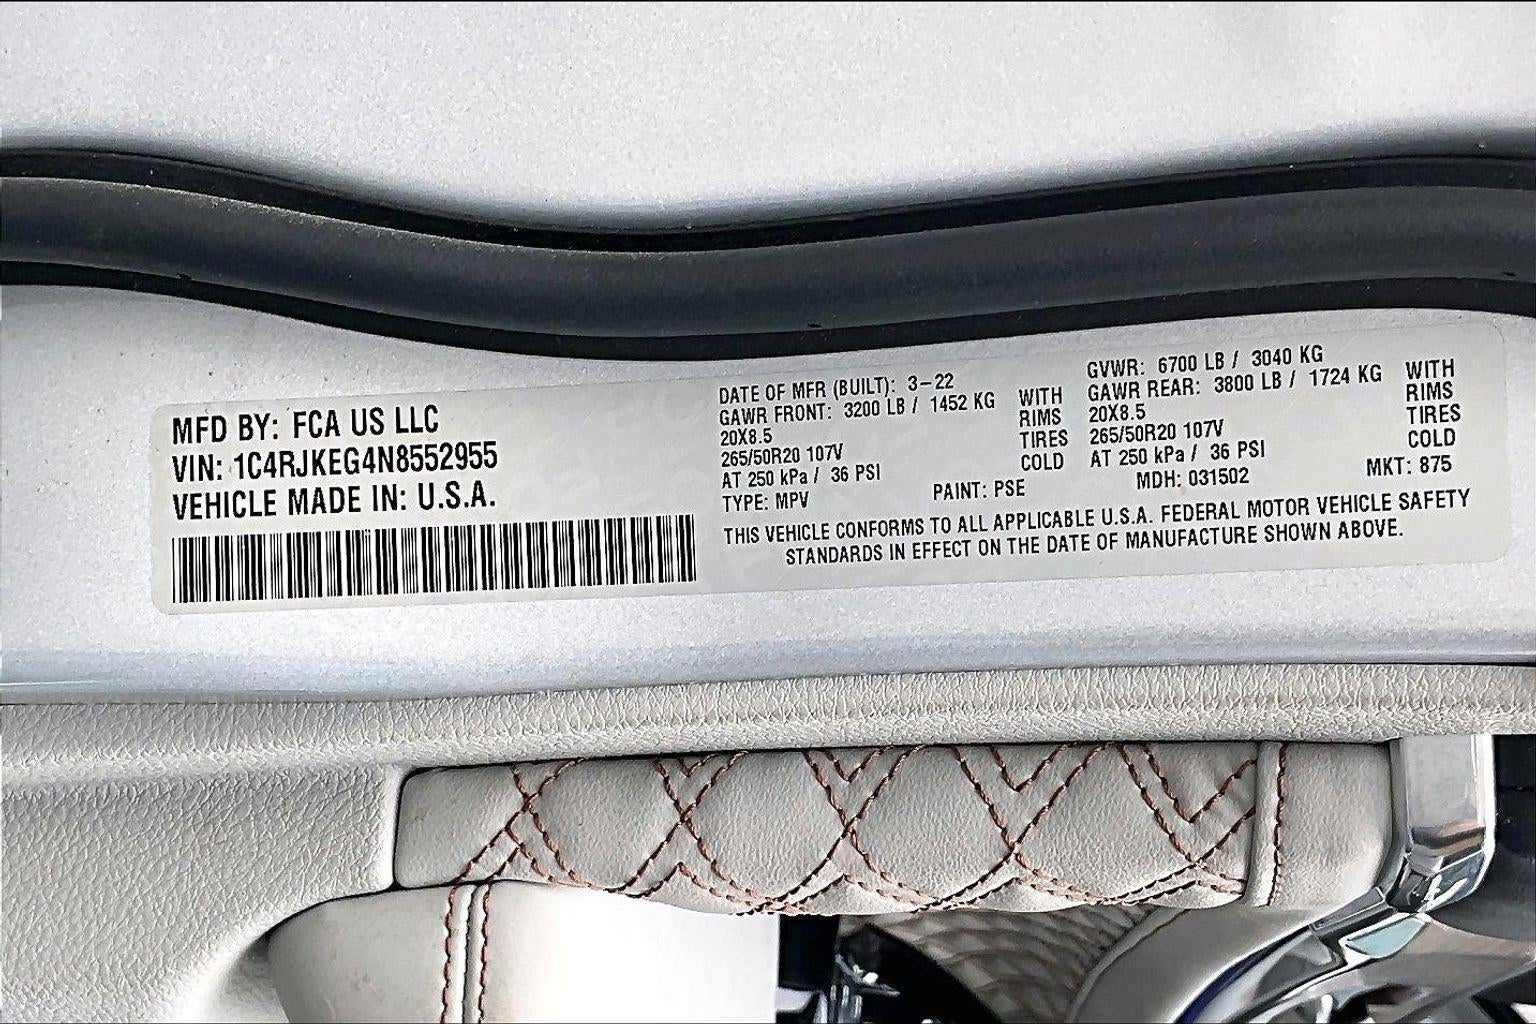 MFD BY: FCA US LLC
VIN: 1C4RJKEG4N8552955
VEHICLE MADE IN: U.S.A.
DATE OF MFR (BUILT): 3-22
GAWR FRONT: 3200 LB / 1452 KG WITH
20X8.5 RIMS
265/50R20 107V TIRES
AT 250 kPa / 36 PSI COLD
TYPE: MPV PAINT: PSE
GVWR: 6700 LB / 3040 KG
GAWR REAR: 3800 LB / 1724 KG WITH
20X8.5 RIMS
265/50R20 107V TIRES
AT 250 kPa / 36 PSI COLD
MDH: 031502 MKT: 875
THIS VEHICLE CONFORMS TO ALL APPLICABLE U.S.A. FEDERAL MOTOR VEHICLE SAFETY
STANDARDS IN EFFECT ON THE DATE OF MANUFACTURE SHOWN ABOVE.